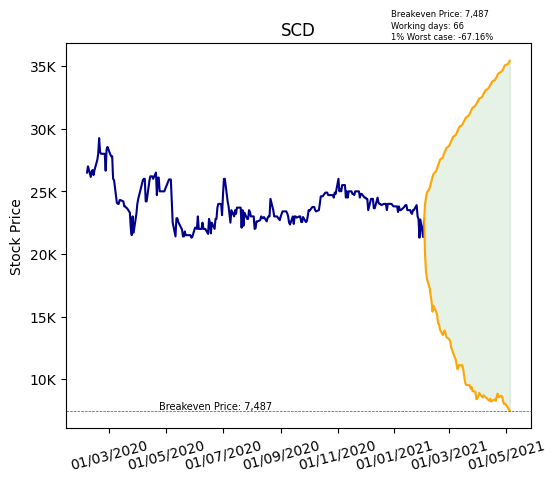 Breakeven Price: 7,487
Working days: 66
1% Worst case: -67.16%
SCD
Stock Price
35K
30K
25K
20K
15K
10K
Breakeven Price: 7,487
01/03/2020
01/05/2020
01/07/2020
01/09/2020
01/11/2020
01/01/2021
01/03/2021
01/05/2021